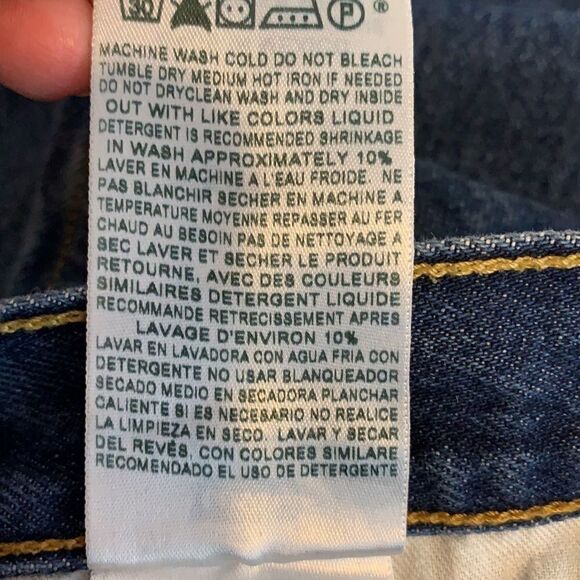 30 P ®
MACHINE WASH COLD DO NOT BLEACH
TUMBLE DRY MEDIUM HOT IRON IF NEEDED
DO NOT DRYCLEAN WASH AND DRY INSIDE
OUT WITH LIKE COLORS LIQUID
DETERGENT IS RECOMMENDED SHRINKAGE
IN WASH APPROXIMATELY 10%
LAVER EN MACHINE A L'EAU FROIDE. NE
PAS BLANCHIR SECHER EN MACHINE A
TEMPERATURE MOYENNE REPASSER AU FER
CHAUD AU BESOIN PAS DE NETTOYAGE A
SEC LAVER ET SECHER LE PRODUIT
RETOURNE, AVEC DES COULEURS
SIMILAIRES DETERGENT LIQUIDE
RECOMMANDE RETRECISSEMENT APRES
LAVAGE D'ENVIRON 10%
LAVAR EN LAVADORA CON AGUA FRIA CON
DETERGENTE NO USAR BLANQUEADOR
SECADO MEDIO EN SECADORA PLANCHAR
CALIENTE SI ES NECESARIO NO REALICE
LA LIMPIEZA EN SECO. LAVAR Y SECAR
DEL REVÉS, CON COLORES SIMILARE
RECOMENDADO EL USO DE DETERGENTE